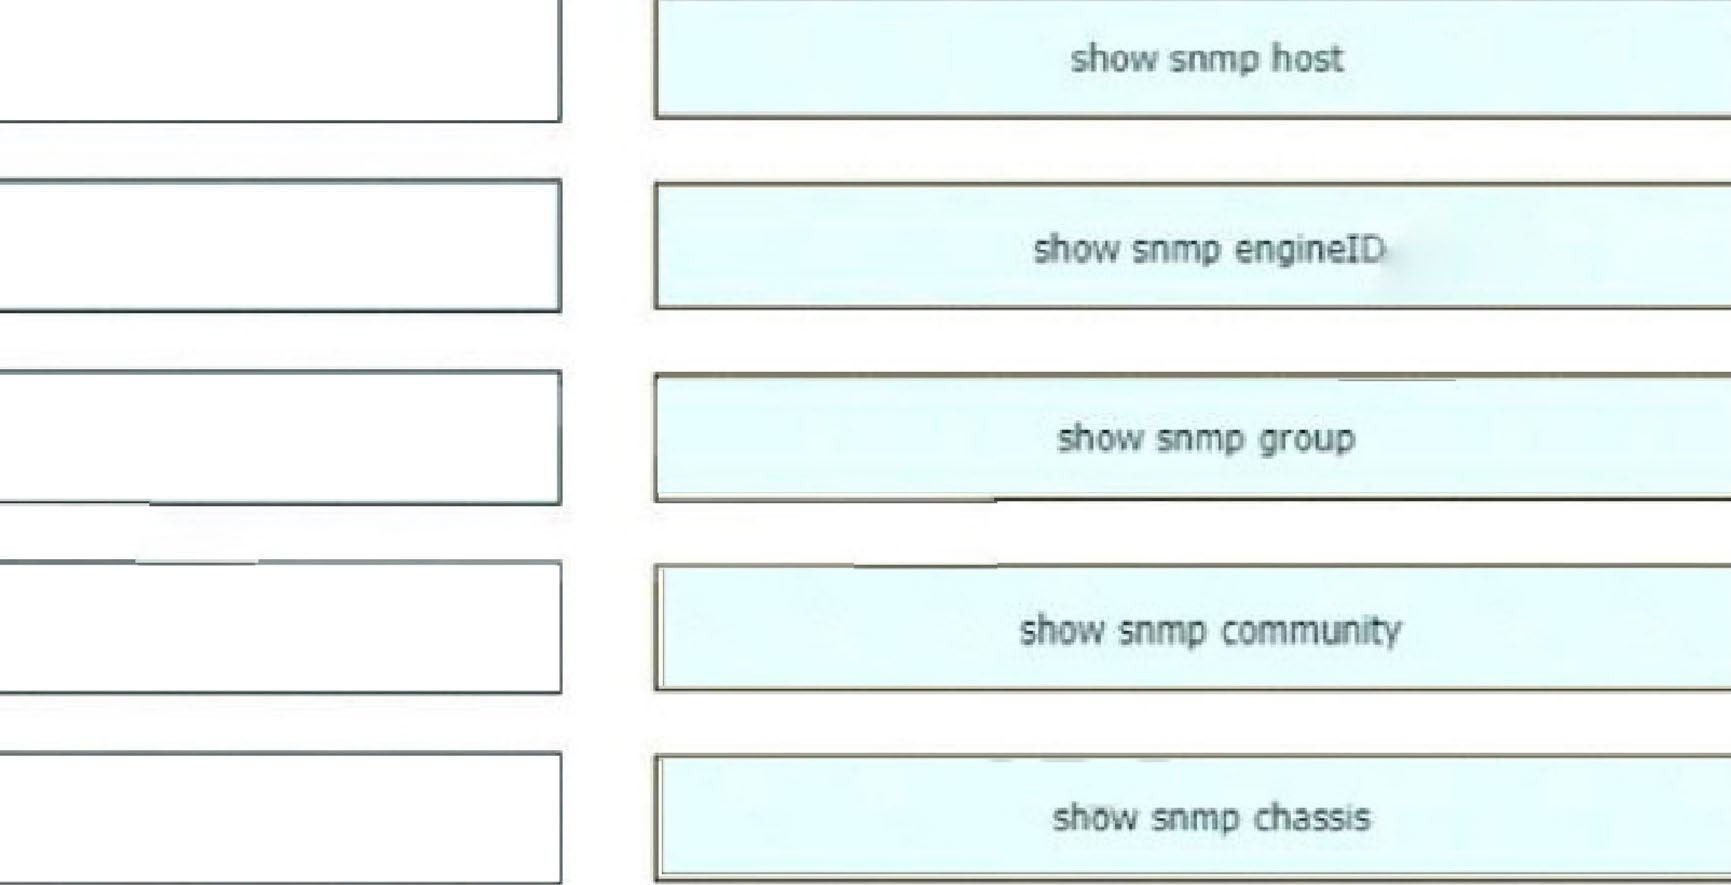 show snmp host
show snmp engineID
show snmp group
show snmp community
show snmp chassis